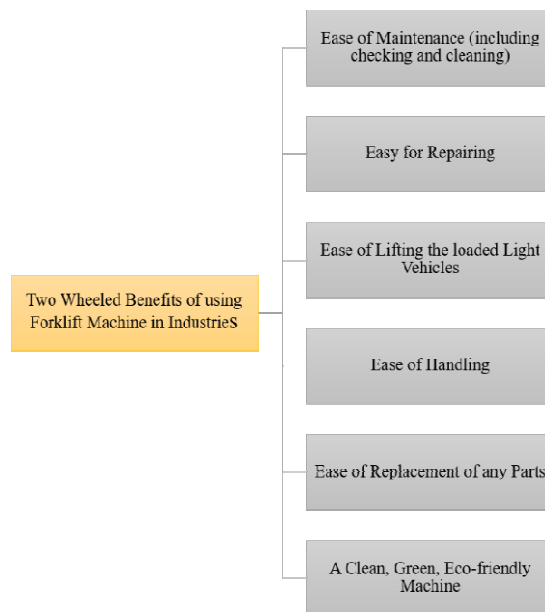 Ease of Maintenance (including
checking and cleaning)
Easy for Repairing
Ease of Lifting the loaded Light
Vehicles
Two Wheeled Benefits of using
Forklift Machine in IndustrieS
Ease of Handling
Ease of Replacement of any Parts
A Clean, Green, Eco-friendly
Machine